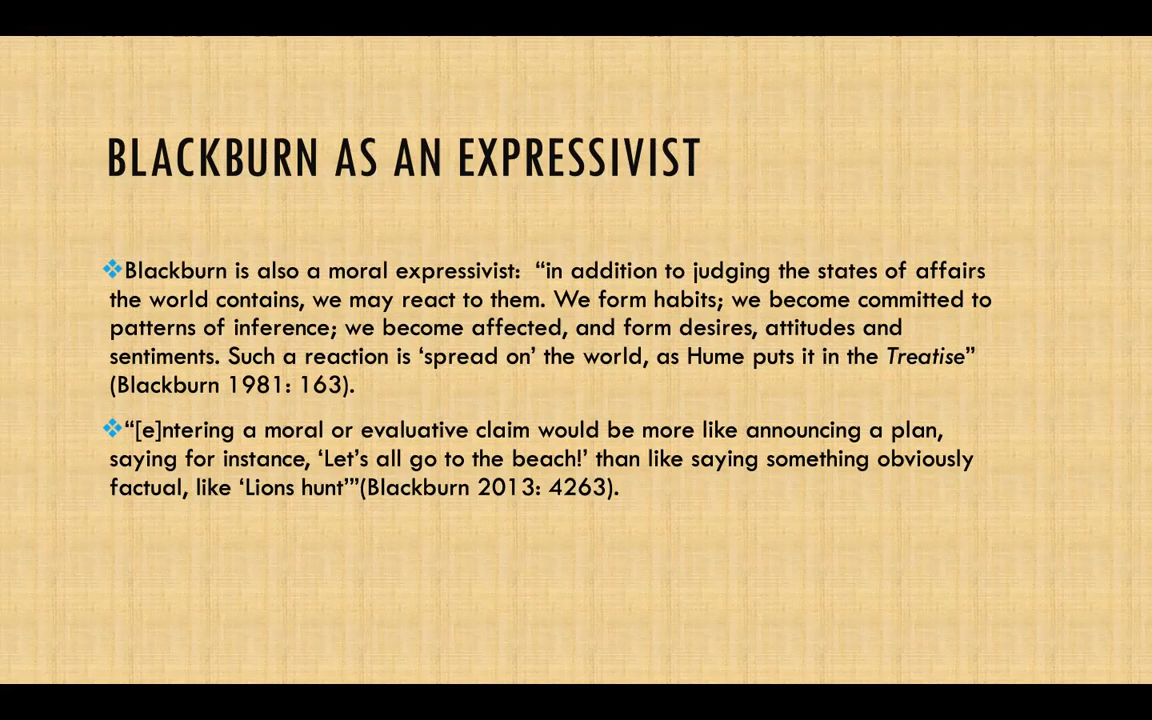 BLACKBURN AS AN EXPRESSIVIST
❖Blackburn is also a moral expressivist:  “in addition to judging the states of affairs
the world contains, we may react to them. We form habits; we become committed to
patterns of inference; we become affected, and form desires, attitudes and
sentiments. Such a reaction is ‘spread on’ the world, as Hume puts it in the Treatise”
(Blackburn 1981: 163).
❖“[e]ntering a moral or evaluative claim would be more like announcing a plan,
saying for instance, ‘Let’s all go to the beach!’ than like saying something obviously
factual, like ‘Lions hunt’”(Blackburn 2013: 4263).